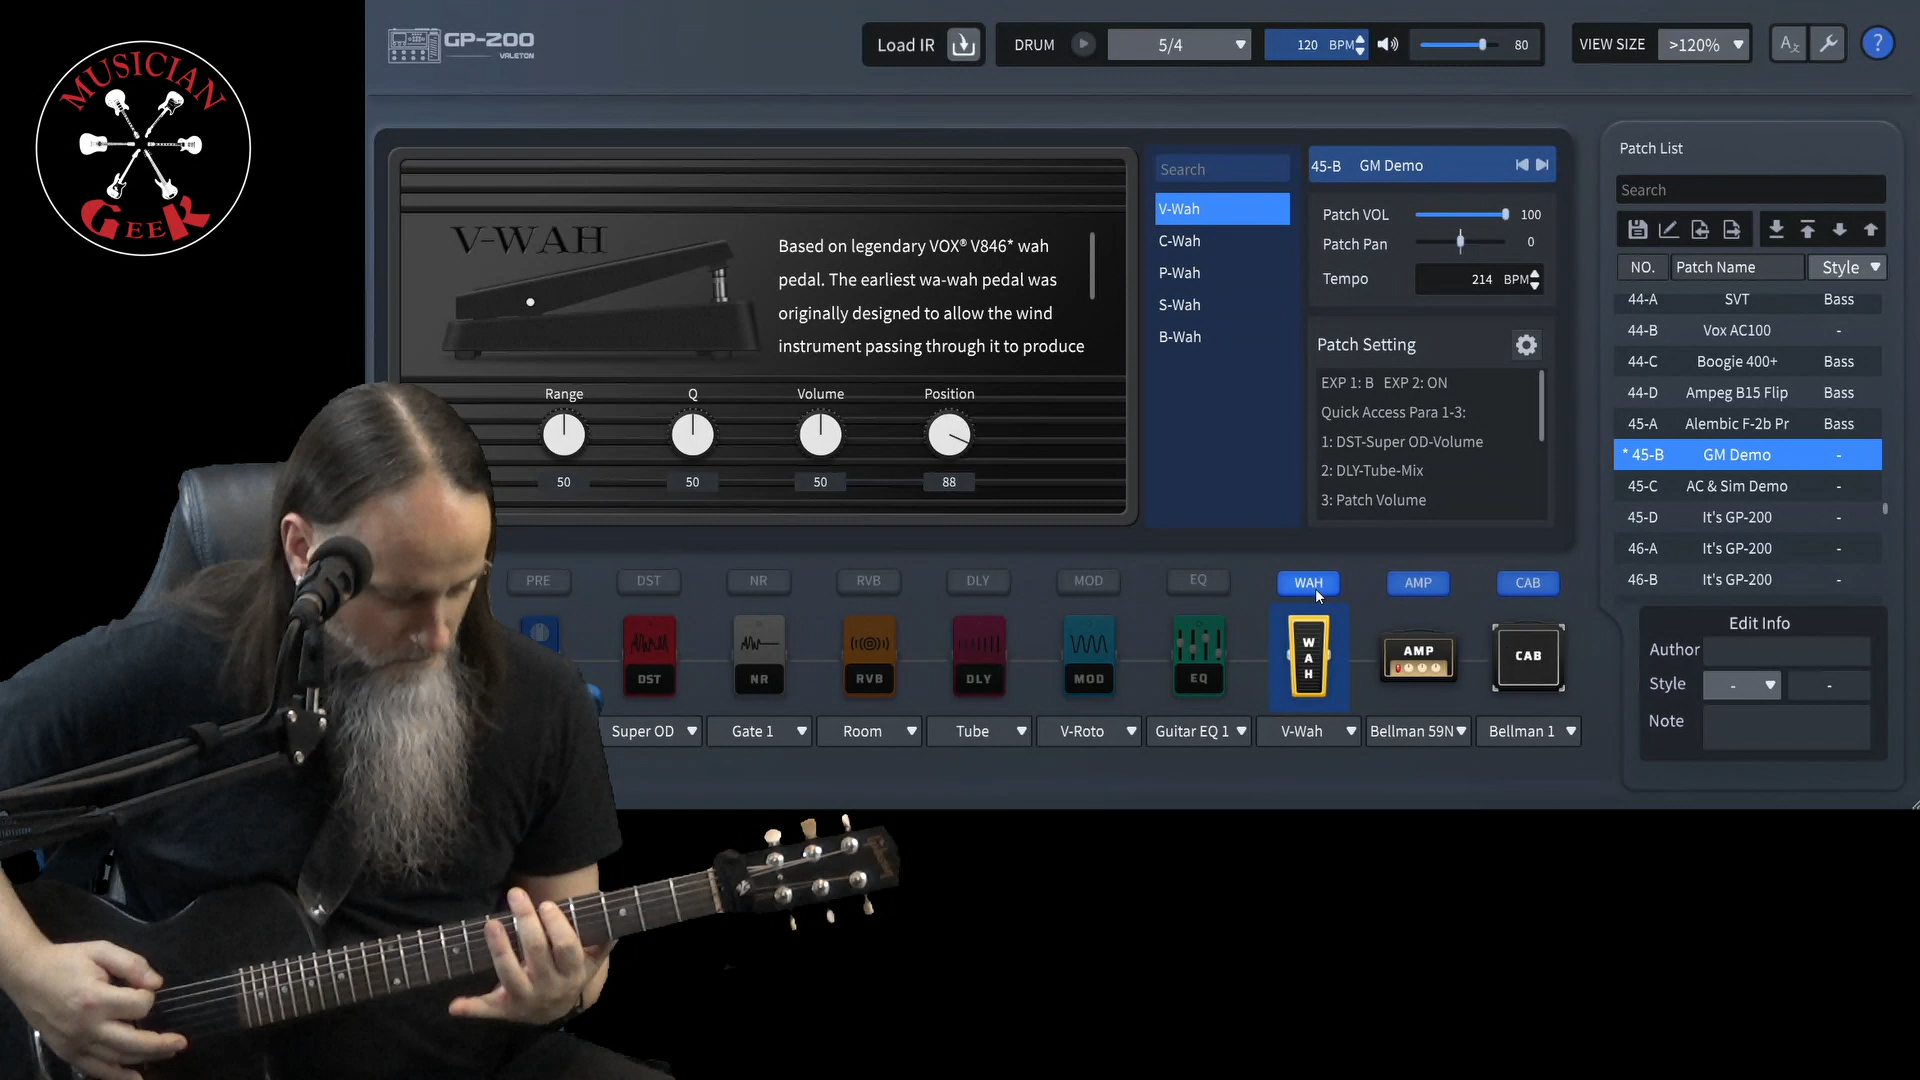 MUSICIAN
GEEK
GP-200
VALETON
Load IR
DRUM
5/4
120 BPM
80
VIEW SIZE
>120%
?
V-WAH
Based on legendary VOX® V846* wah
pedal. The earliest wa-wah pedal was
originally designed to allow the wind
instrument passing through it to produce
Range
Q
Volume
Position
50
50
50
88
Search
V-Wah
C-Wah
P-Wah
S-Wah
B-Wah
45-B GM Demo
Patch VOL 100
Patch Pan 0
Tempo 214 BPM
Patch Setting
EXP 1: B EXP 2: ON
Quick Access Para 1-3:
1: DST-Super OD-Volume
2: DLY-Tube-Mix
3: Patch Volume
Patch List
Search
NO. Patch Name Style
44-A SVT Bass
44-B Vox AC100 -
44-C Boogie 400+ Bass
44-D Ampeg B15 Flip Bass
45-A Alembic F-2b Pr Bass
* 45-B GM Demo -
45-C AC & Sim Demo -
45-D It's GP-200 -
46-A It's GP-200 -
46-B It's GP-200 -
Edit Info
Author
Style - -
Note
PRE DST NR RVB DLY MOD EQ WAH AMP CAB
DST NR RVB DLY MOD EQ WAH AMP CAB
Super OD Gate 1 Room Tube V-Roto Guitar EQ 1 V-Wah Bellman 59N Bellman 1